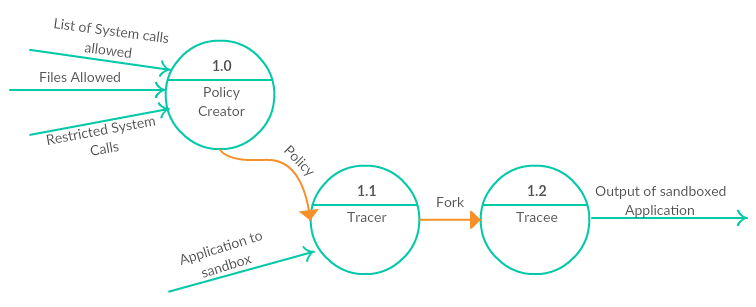 List of System calls
allowed
Files Allowed
Restricted System
Calls
1.0
Policy
Creator
Policy
Application to
sandbox
1.1
Tracer
Fork
1.2
Tracee
Output of sandboxed
Application